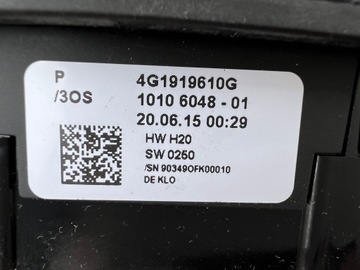 P 4G1919610G
/3OS 1010 6048 - 01
20.06.15 00:29
HW H20
SW 0250
/SN 90349OFK00010
DE KLO